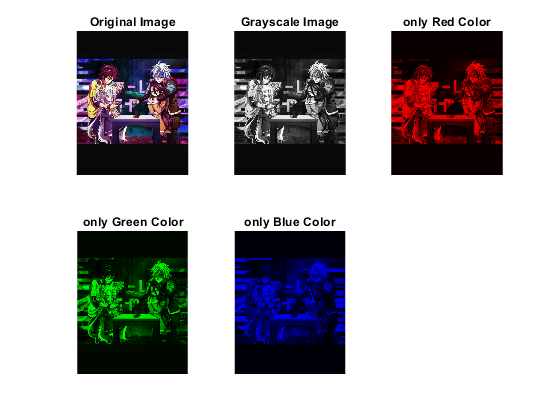 Original Image
Grayscale Image
only Red Color
only Green Color
only Blue Color